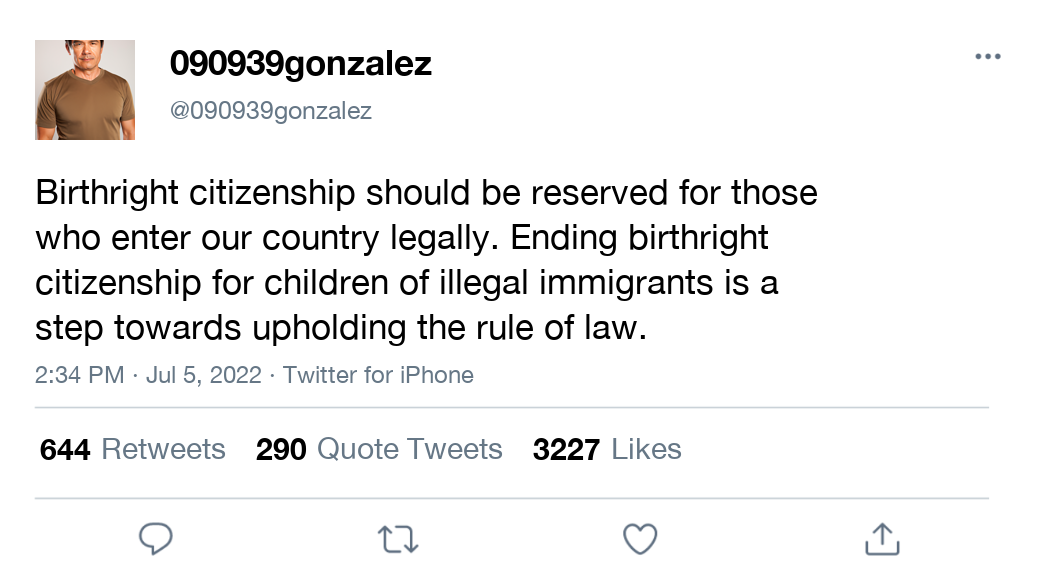 090939gonzalez
@090939gonzalez
Birthright citizenship should be reserved for those
who enter our country legally. Ending birthright
citizenship for children of illegal immigrants is a
step towards upholding the rule of law.
2:34 PM · Jul 5, 2022 · Twitter for iPhone
644 Retweets 290 Quote Tweets 3227 Likes